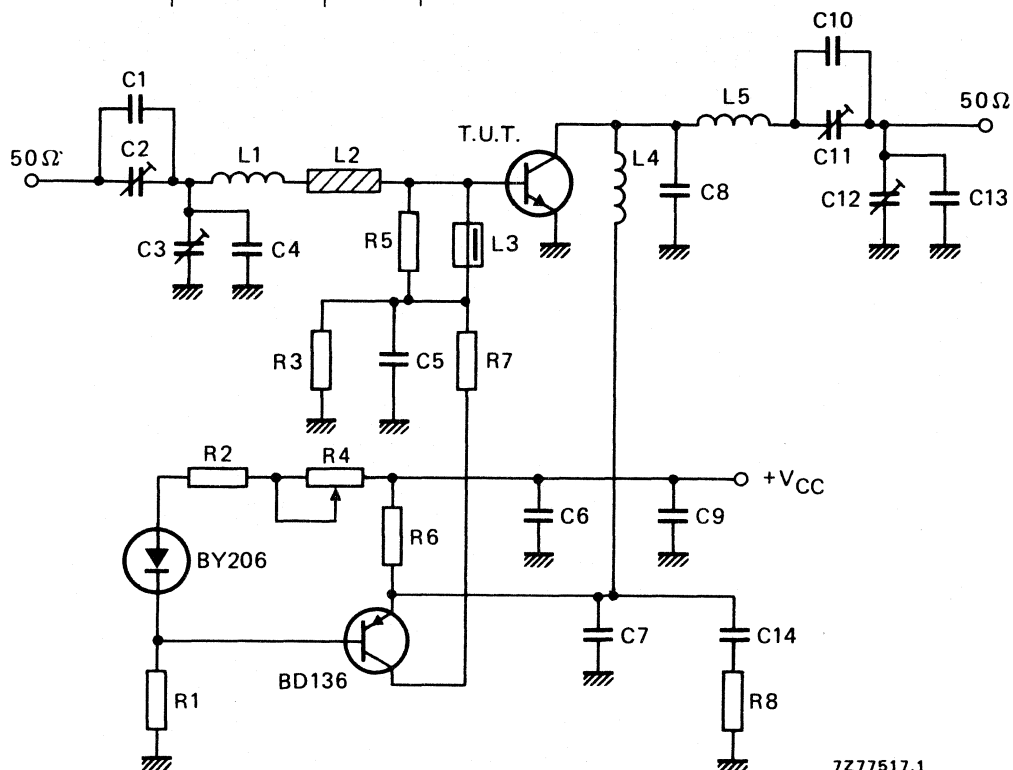 C10
C1
L5
50Ω
T.U.T.
C2
50Ω
L1
L2
L4
C11
C8
C12
C13
C3
C4
R5
L3
R3
C5
R7
R2
R4
+VCC
C6
C9
R6
BY206
C7
C14
BD136
R1
R8
7Z77517.1